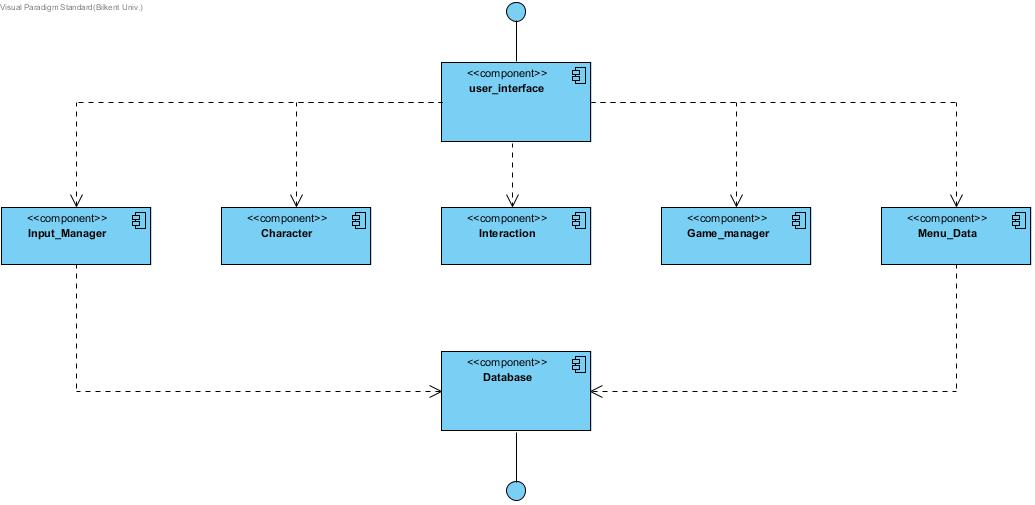 Visual Paradigm Standard(Bilkent Univ.)
<<component>>
user_interface
<<component>>
Input_Manager
<<component>>
Character
<<component>>
Interaction
<<component>>
Game_manager
<<component>>
Menu_Data
<<component>>
Database